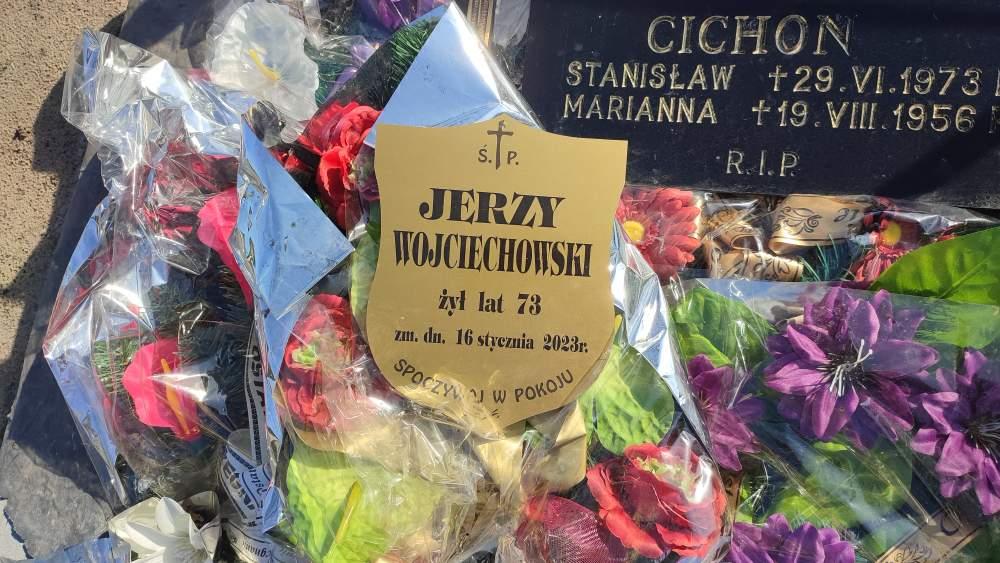 CICHON
STANISŁAW ✝29.VI.1973
MARIANNA ✝19.VIII.1956
R.I.P.
Ś.✝P.
JERZY
WOJCIECHOWSKI
żył lat 73
zm. dn. 16 stycznia 2023r.
SPOCZYWAJ W POKOJU